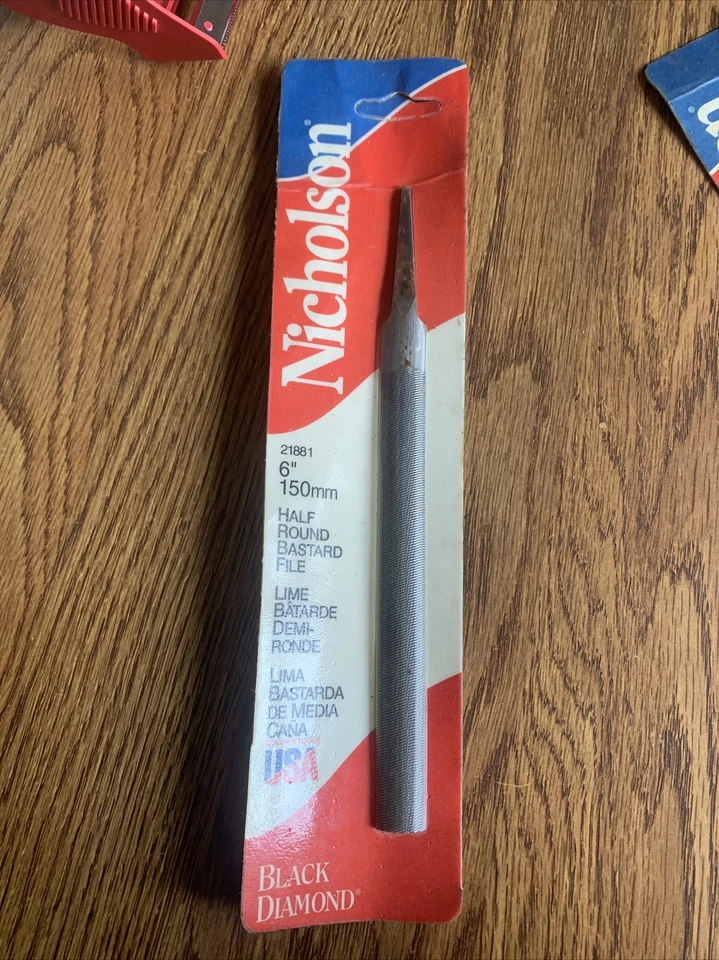 Nicholson®
21881
6"
150mm
HALF
ROUND
BASTARD
FILE
LIME
BÂTARDE
DEMI-
RONDE
LIMA
BASTARDA
DE MEDIA
CAÑA
USA
BLACK
DIAMOND®
n